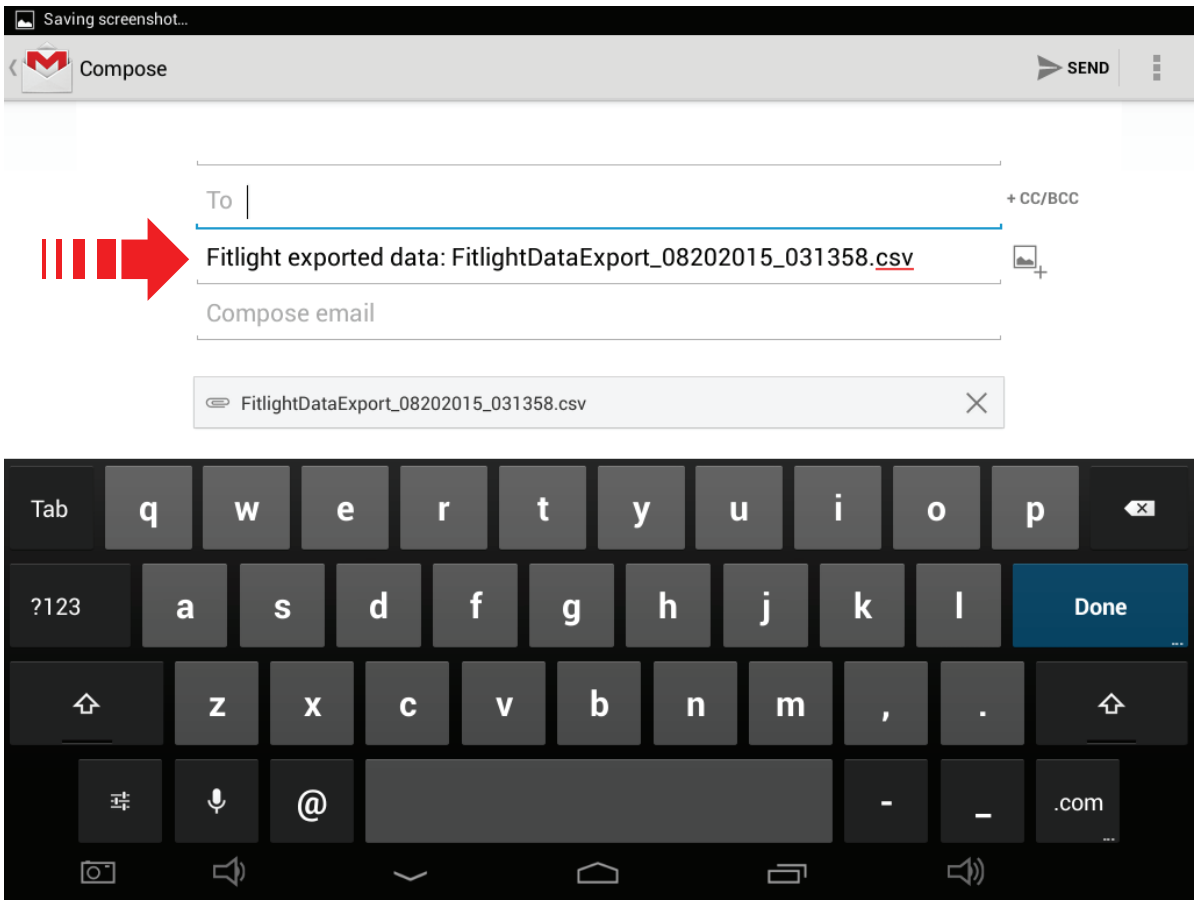 Saving screenshot...
Compose
SEND
To
+ CC/BCC
Fitlight exported data: FitlightDataExport_08202015_031358.csv
Compose email
FitlightDataExport_08202015_031358.csv
Tab q w e r t y u i o p
?123 a s d f g h j k l Done
...
z x c v b n m , .
@ - _ .com
...